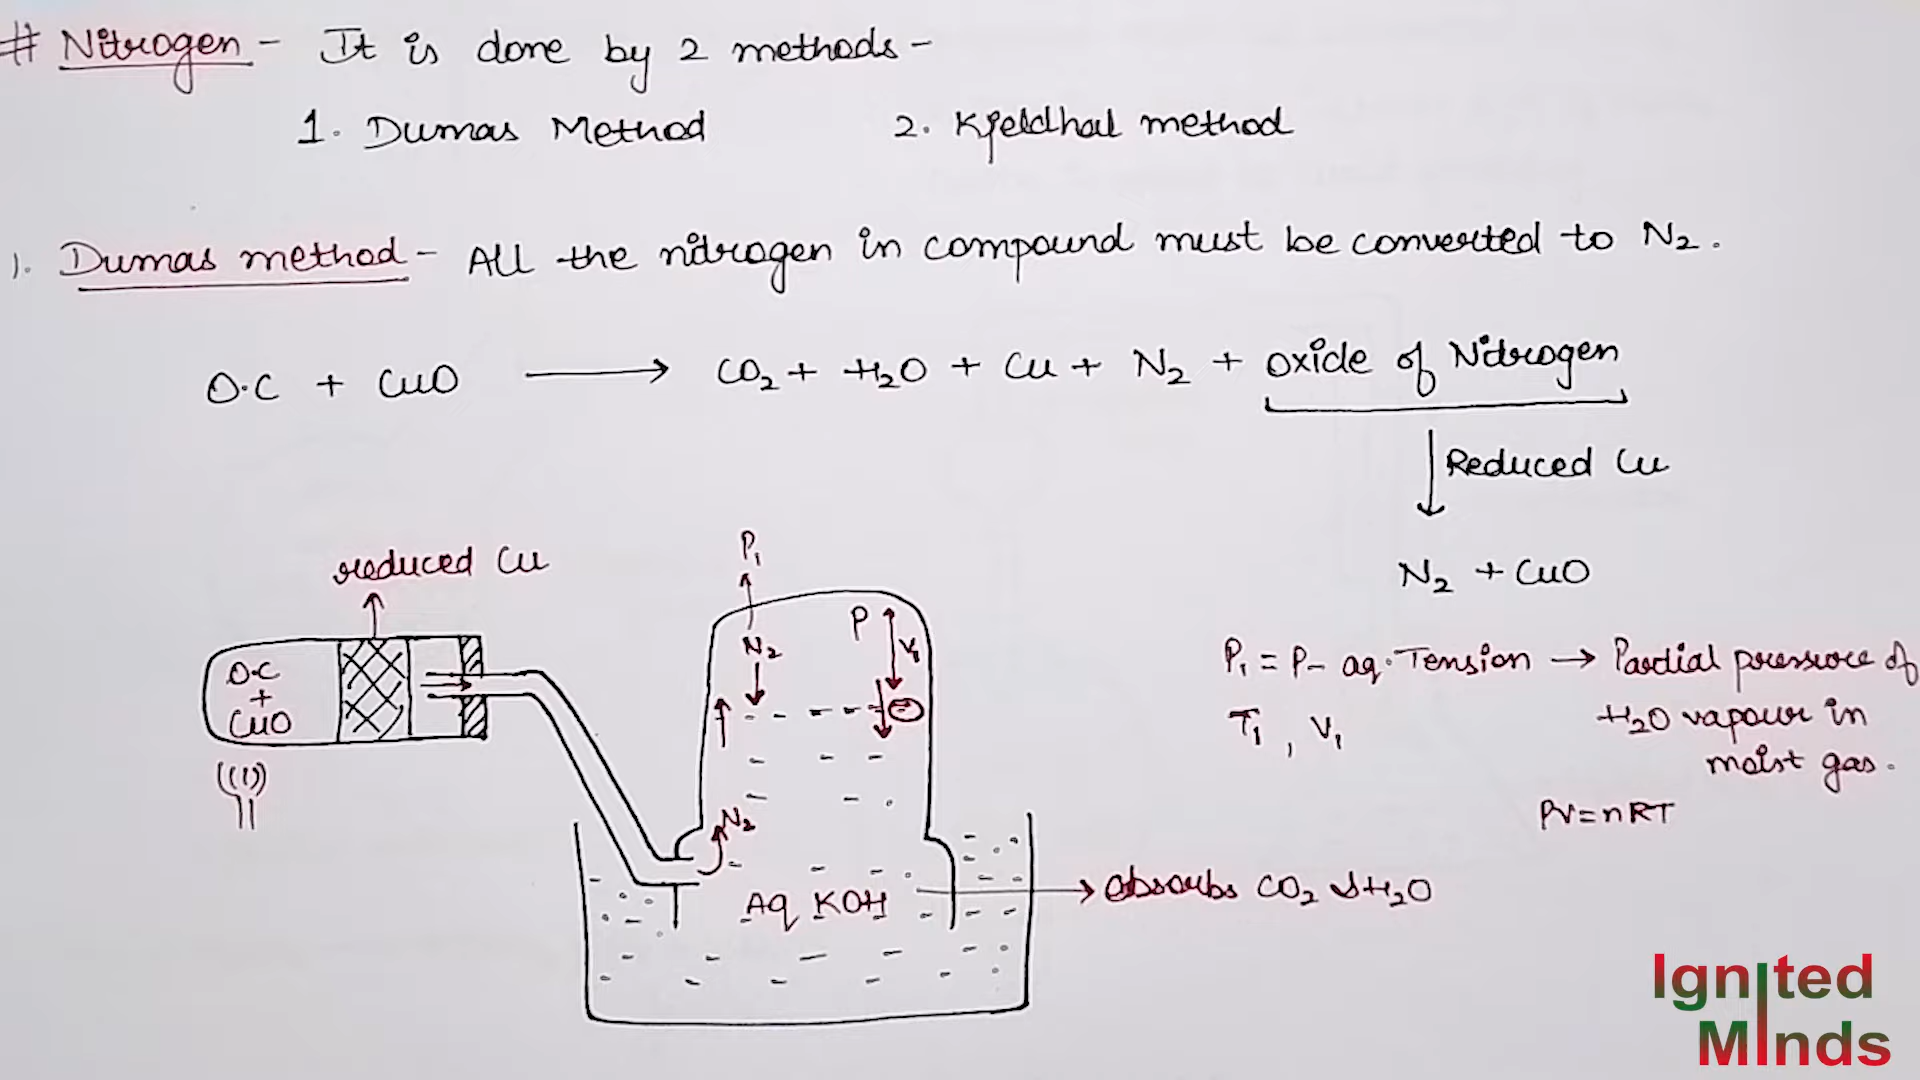 # Nitrogen - It is done by 2 methods -
1. Dumas Method 2. Kjeldhal method
1. Dumas method - All the nitrogen in compound must be converted to N₂.
O.C + CuO ⟶ CO₂ + H₂O + Cu + N₂ + oxide of Nitrogen
Reduced Cu
N₂ + CuO
reduced Cu
P₁
N₂
P
V₁
O.C
+
CuO
N₂
Aq KOH
absorbs CO₂ & H₂O
P₁ = P - aq. Tension → Partial pressure of
H₂O vapour in
moist gas.
T₁ , V₁
PV = nRT
Ignited
Minds